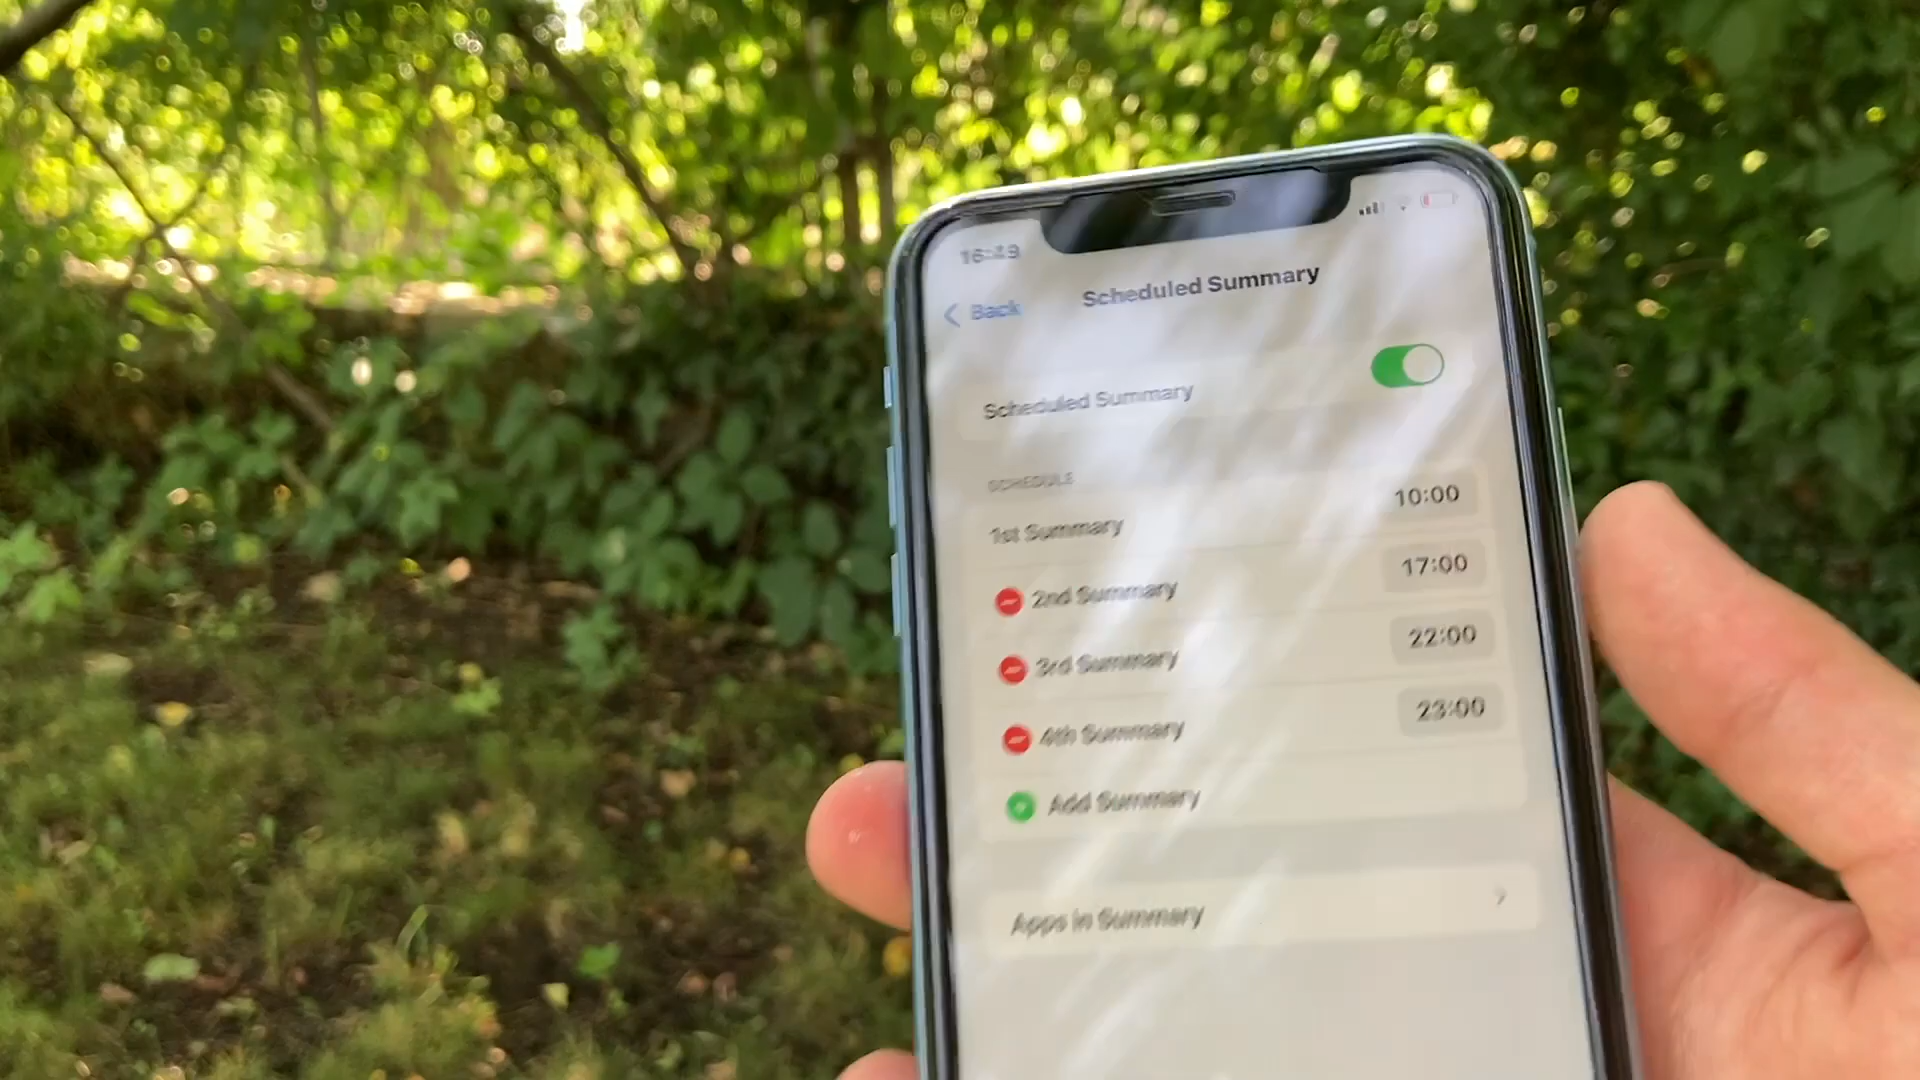 16:49
Back
Scheduled Summary
Scheduled Summary
SCHEDULE
1st Summary 10:00
2nd Summary 17:00
3rd Summary 22:00
4th Summary 23:00
Add Summary
Apps in Summary